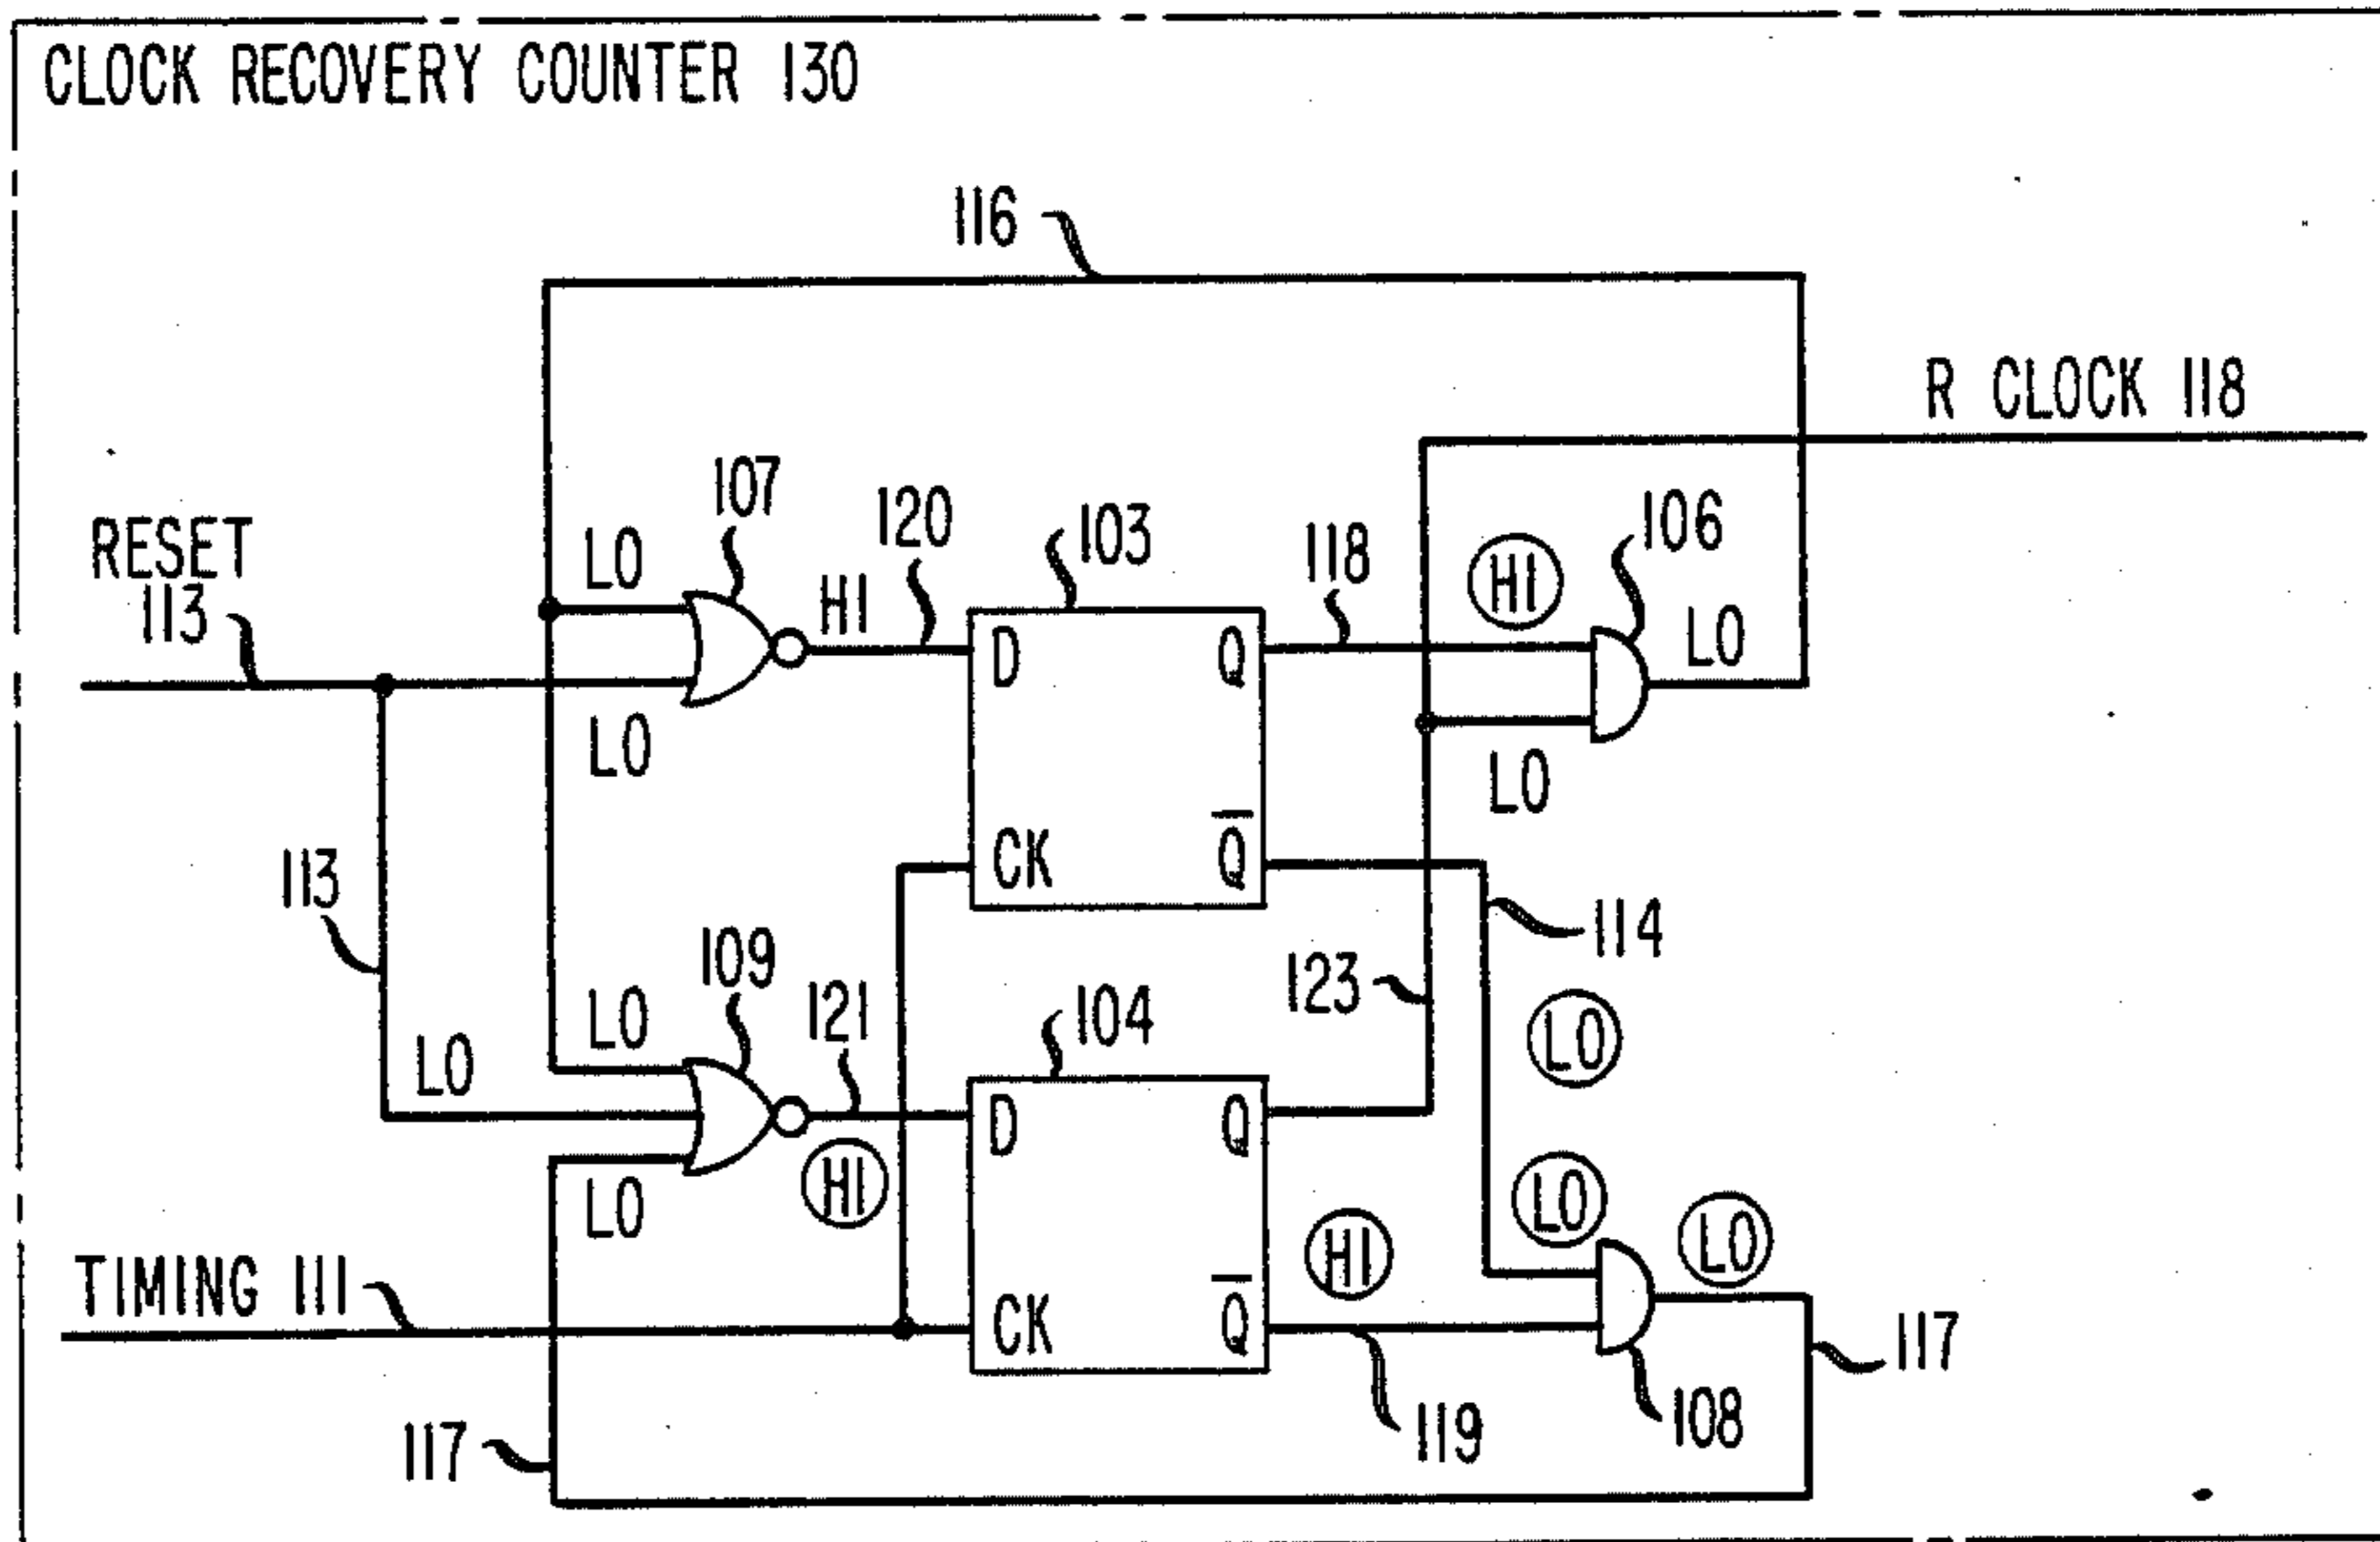 CLOCK RECOVERY COUNTER 130
116
R CLOCK 118
107
120
103
118
HI
106
RESET
113
LO
HI
LO
D
Q
LO
LO
CK
Q̅
113
114
109
121
104
123
LO
LO
LO
D
Q
LO
HI
HI
LO
LO
TIMING 111
CK
Q̅
117
117
119
108